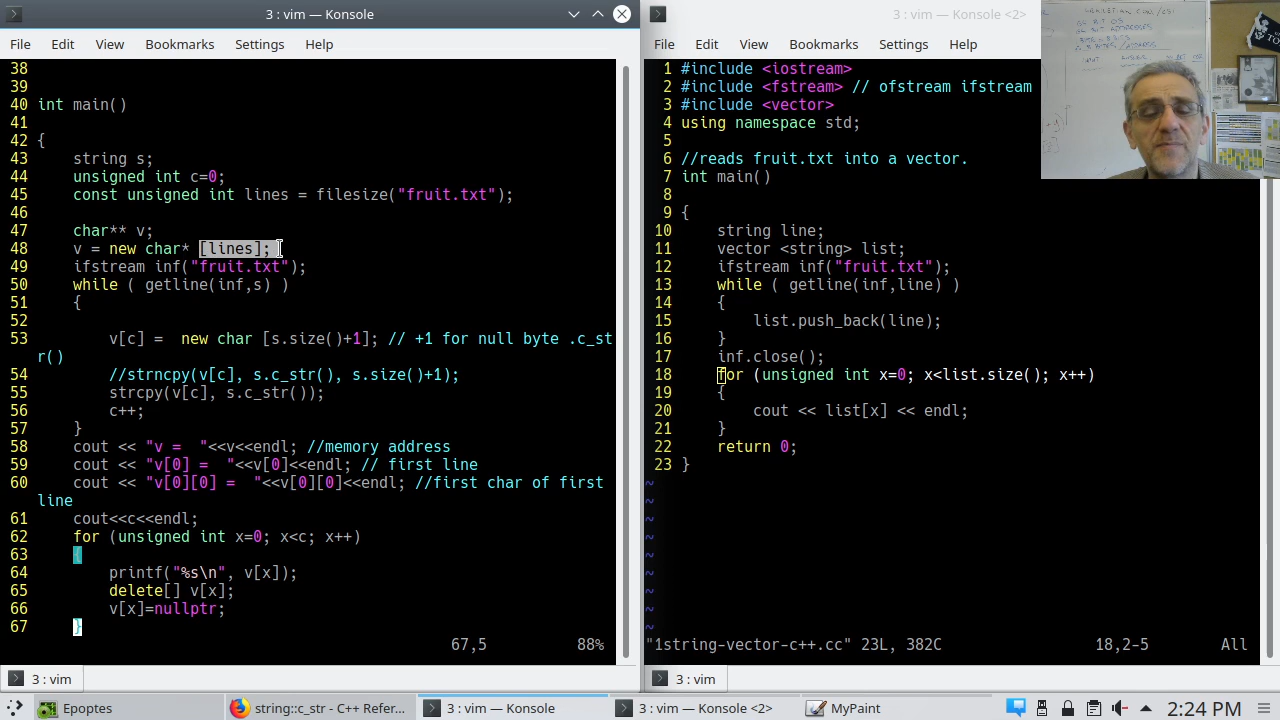 3 : vim — Konsole
File Edit View Bookmarks Settings Help
38
39
40 int main()
41
42 {
43 string s;
44 unsigned int c=0;
45 const unsigned int lines = filesize("fruit.txt");
46
47 char** v;
48 v = new char* [lines];
49 ifstream inf("fruit.txt");
50 while ( getline(inf,s) )
51 {
52
53 v[c] =  new char [s.size()+1]; // +1 for null byte .c_st
r()
54 //strncpy(v[c], s.c_str(), s.size()+1);
55 strcpy(v[c], s.c_str());
56 c++;
57 }
58 cout << "v =  "<<v<<endl; //memory address
59 cout << "v[0] =  "<<v[0]<<endl; // first line
60 cout << "v[0][0] =  "<<v[0][0]<<endl; //first char of first
line
61 cout<<c<<endl;
62 for (unsigned int x=0; x<c; x++)
63 {
64 printf("%s\n", v[x]);
65 delete[] v[x];
66 v[x]=nullptr;
67 }
67,5 88%
3 : vim
3 : vim — Konsole <2>
File Edit View Bookmarks Settings Help
1 #include <iostream>
2 #include <fstream> // ofstream ifstream
3 #include <vector>
4 using namespace std;
5
6 //reads fruit.txt into a vector.
7 int main()
8
9 {
10 string line;
11 vector <string> list;
12 ifstream inf("fruit.txt");
13 while ( getline(inf,line) )
14 {
15 list.push_back(line);
16 }
17 inf.close();
18 for (unsigned int x=0; x<list.size(); x++)
19 {
20 cout << list[x] << endl;
21 }
22 return 0;
23 }
~
~
~
~
~
~
~
~
"1string-vector-c++.cc" 23L, 382C 18,2-5 All
3 : vim
Epoptes string::c_str - C++ Refer... 3 : vim — Konsole 3 : vim — Konsole <2> MyPaint 2:24 PM